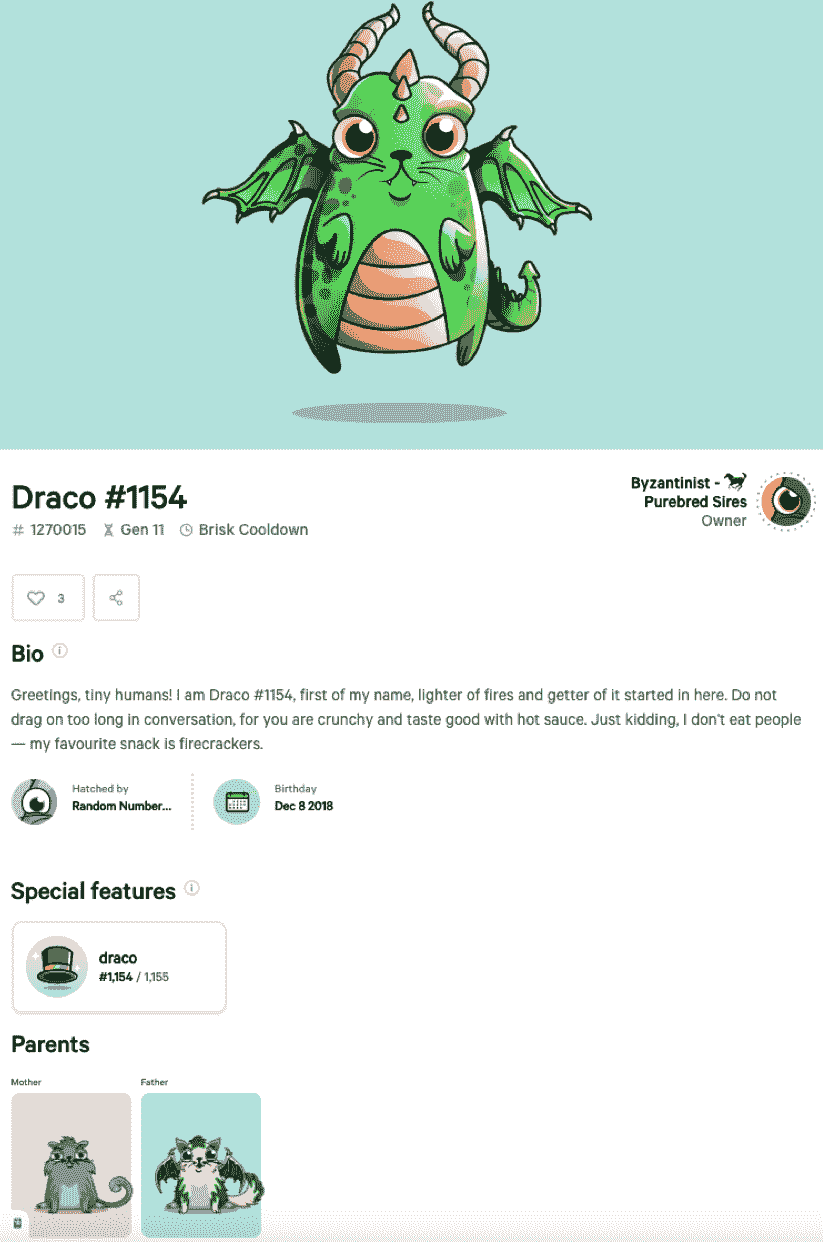 Draco #1154
# 1270015 Gen 11 Brisk Cooldown
Byzantinist - 🐎
Purebred Sires
Owner
3
Bio
Greetings, tiny humans! I am Draco #1154, first of my name, lighter of fires and getter of it started in here. Do not
drag on too long in conversation, for you are crunchy and taste good with hot sauce. Just kidding, I don't eat people
— my favourite snack is firecrackers.
Hatched by
Random Number...
Birthday
Dec 8 2018
Special features
draco
#1,154 / 1,155
Parents
Mother
Father